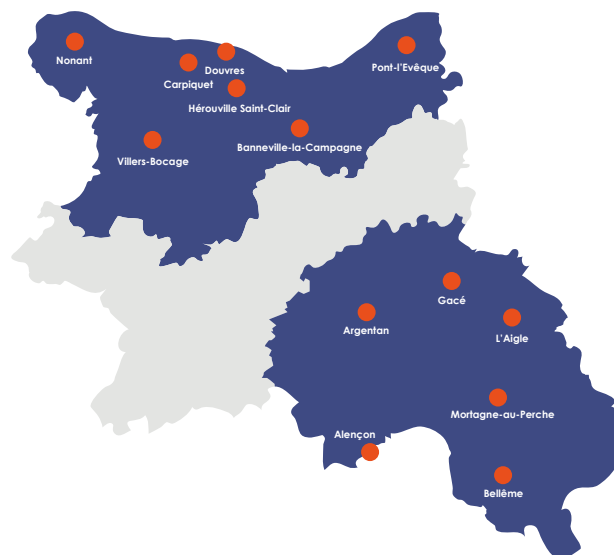 Nonant
Douvres
Pont-l'Evêque
Carpiquet
Hérouville Saint-Clair
Banneville-la-Campagne
Villers-Bocage
Gacé
Argentan
L'Aigle
Mortagne-au-Perche
Alençon
Bellême